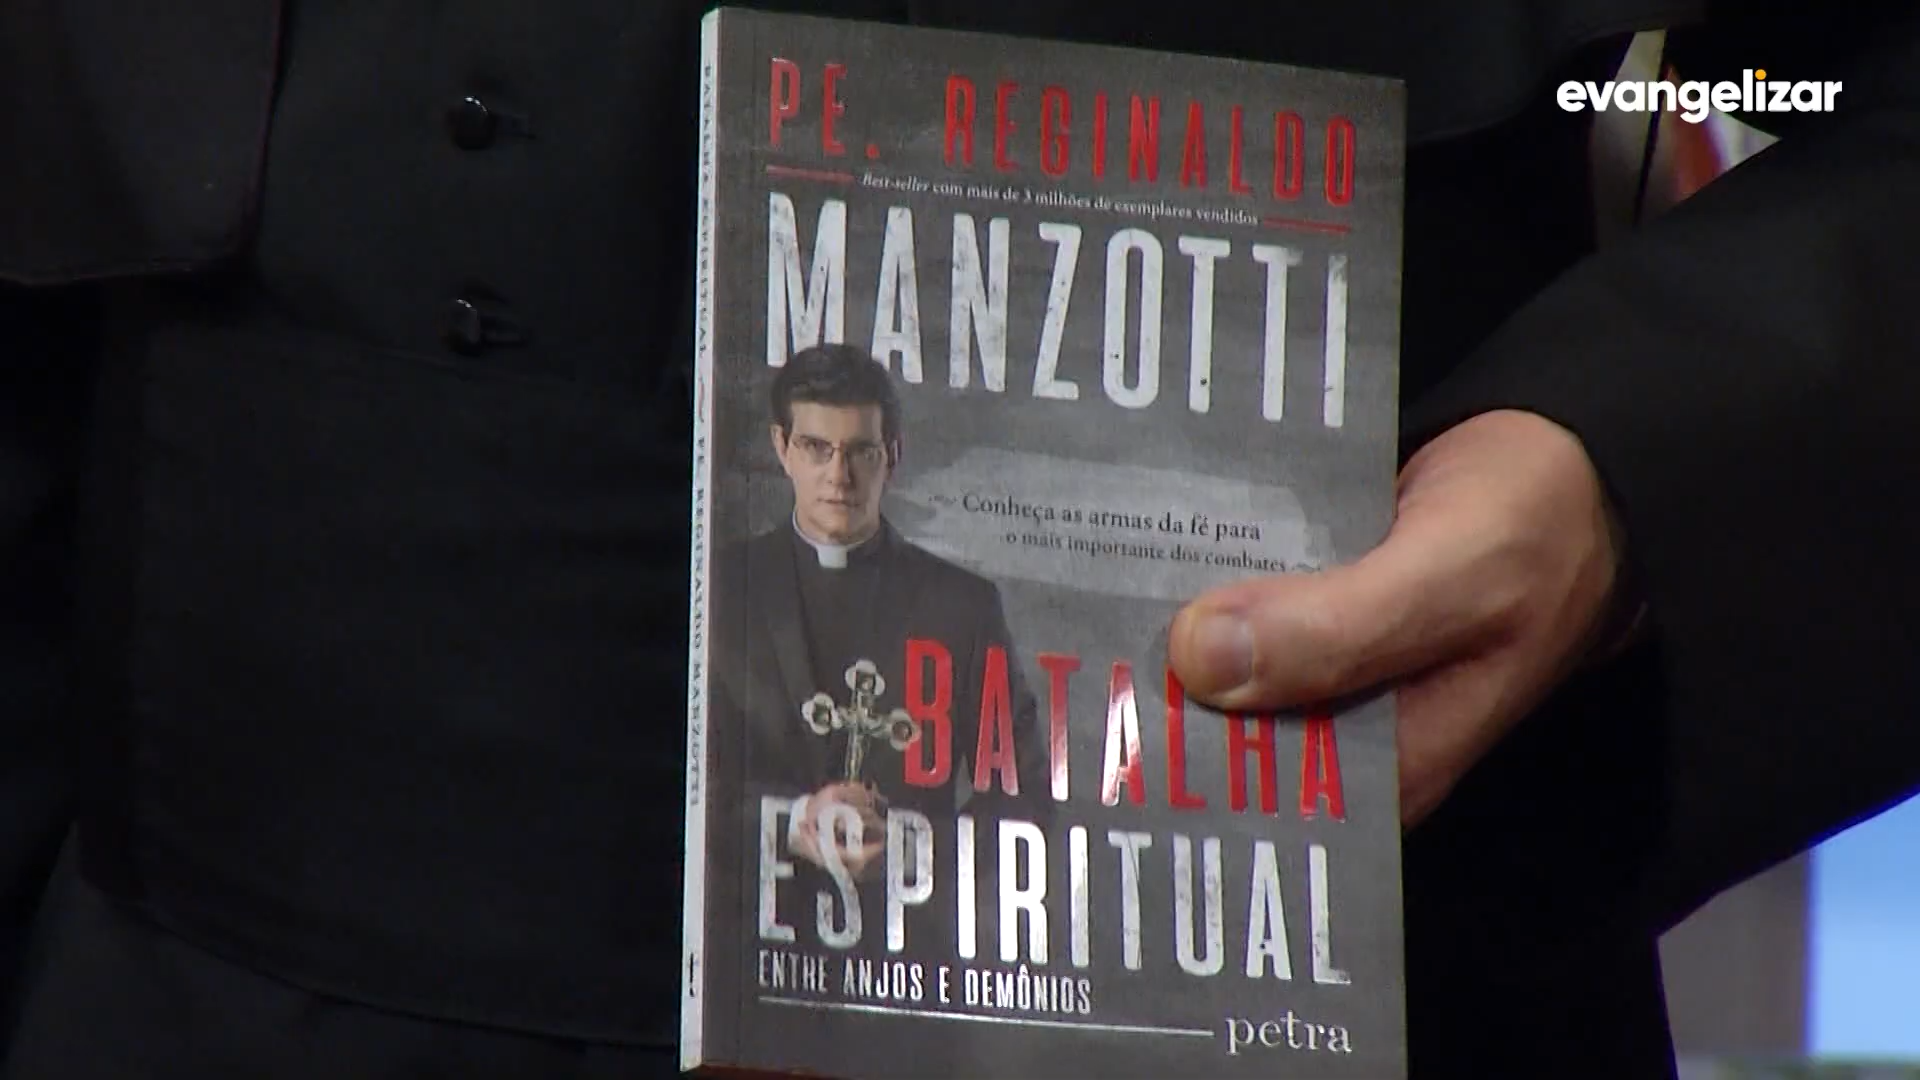 evangelizar
PE. REGINALDO
Best-seller com mais de 3 milhões de exemplares vendidos
MANZOTTI
Conheça as armas da fé para
o mais importante dos combates
BATALHA
ESPIRITUAL
ENTRE ANJOS E DEMÔNIOS
petra
BATALHA ESPIRITUAL ~ PE. REGINALDO MANZOTTI